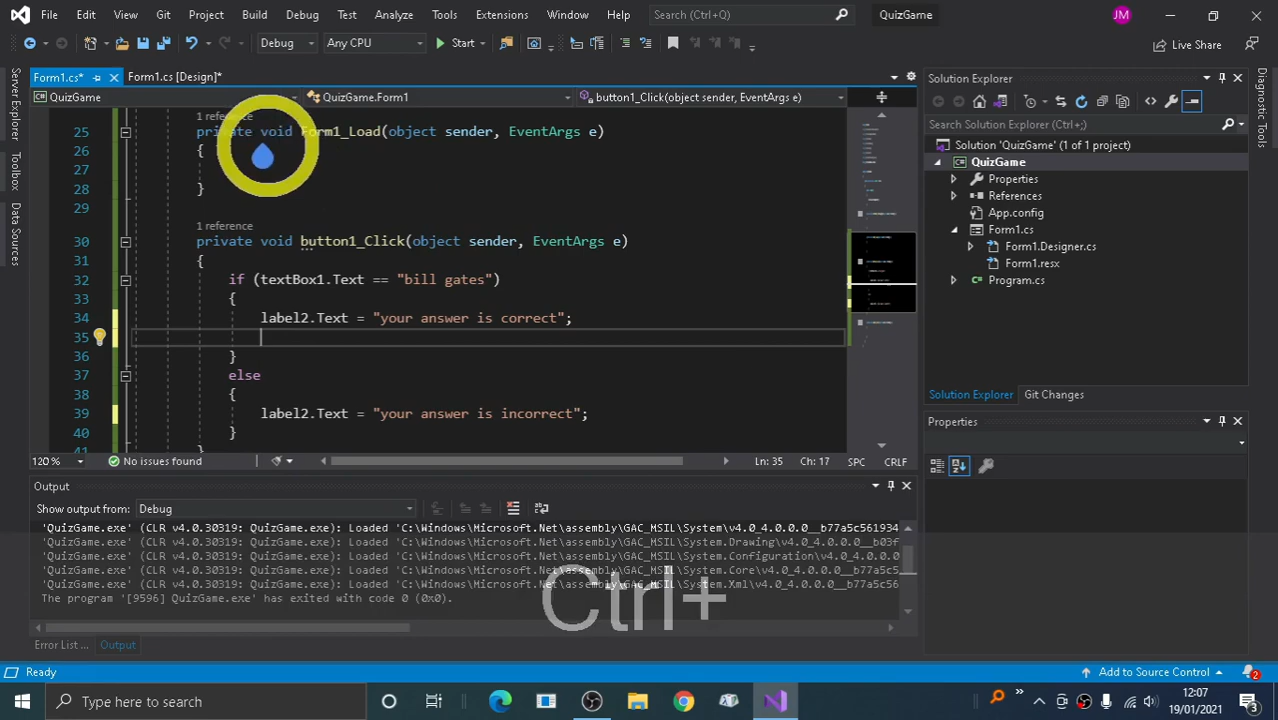 File Edit View Git Project Build Debug Test Analyze Tools Extensions Window Help Search (Ctrl+Q) QuizGame JM
Debug Any CPU Start Live Share
Form1.cs* Form1.cs [Design]*
QuizGame QuizGame.Form1 button1_Click(object sender, EventArgs e)
Server Explorer
Toolbox
Data Sources
1 reference
25 private void Form1_Load(object sender, EventArgs e)
26 {
27
28 }
29
1 reference
30 private void button1_Click(object sender, EventArgs e)
31 {
32 if (textBox1.Text == "bill gates")
33 {
34 label2.Text = "your answer is correct";
35
36 }
37 else
38 {
39 label2.Text = "your answer is incorrect";
40 }
41 }
120 % No issues found Ln: 35 Ch: 17 SPC CRLF
Output
Show output from: Debug
'QuizGame.exe' (CLR v4.0.30319: QuizGame.exe): Loaded 'C:\Windows\Microsoft.Net\assembly\GAC_MSIL\System\v4.0_4.0.0.0__b77a5c561934
'QuizGame.exe' (CLR v4.0.30319: QuizGame.exe): Loaded 'C:\Windows\Microsoft.Net\assembly\GAC_MSIL\System.Drawing\v4.0_4.0.0.0__b03f
'QuizGame.exe' (CLR v4.0.30319: QuizGame.exe): Loaded 'C:\Windows\Microsoft.Net\assembly\GAC_MSIL\System.Configuration\v4.0_4.0.0.0
'QuizGame.exe' (CLR v4.0.30319: QuizGame.exe): Loaded 'C:\Windows\Microsoft.Net\assembly\GAC_MSIL\System.Core\v4.0_4.0.0.0__b77a5c5
'QuizGame.exe' (CLR v4.0.30319: QuizGame.exe): Loaded 'C:\Windows\Microsoft.Net\assembly\GAC_MSIL\System.Xml\v4.0_4.0.0.0__b77a5c56
The program '[9596] QuizGame.exe' has exited with code 0 (0x0).
Ctrl+
Error List ... Output
Solution Explorer
Search Solution Explorer (Ctrl+;)
Solution 'QuizGame' (1 of 1 project)
QuizGame
Properties
References
App.config
Form1.cs
Form1.Designer.cs
Form1.resx
Program.cs
Solution Explorer Git Changes
Properties
Diagnostic Tools
Ready Add to Source Control 2
Type here to search 12:07
19/01/2021 3